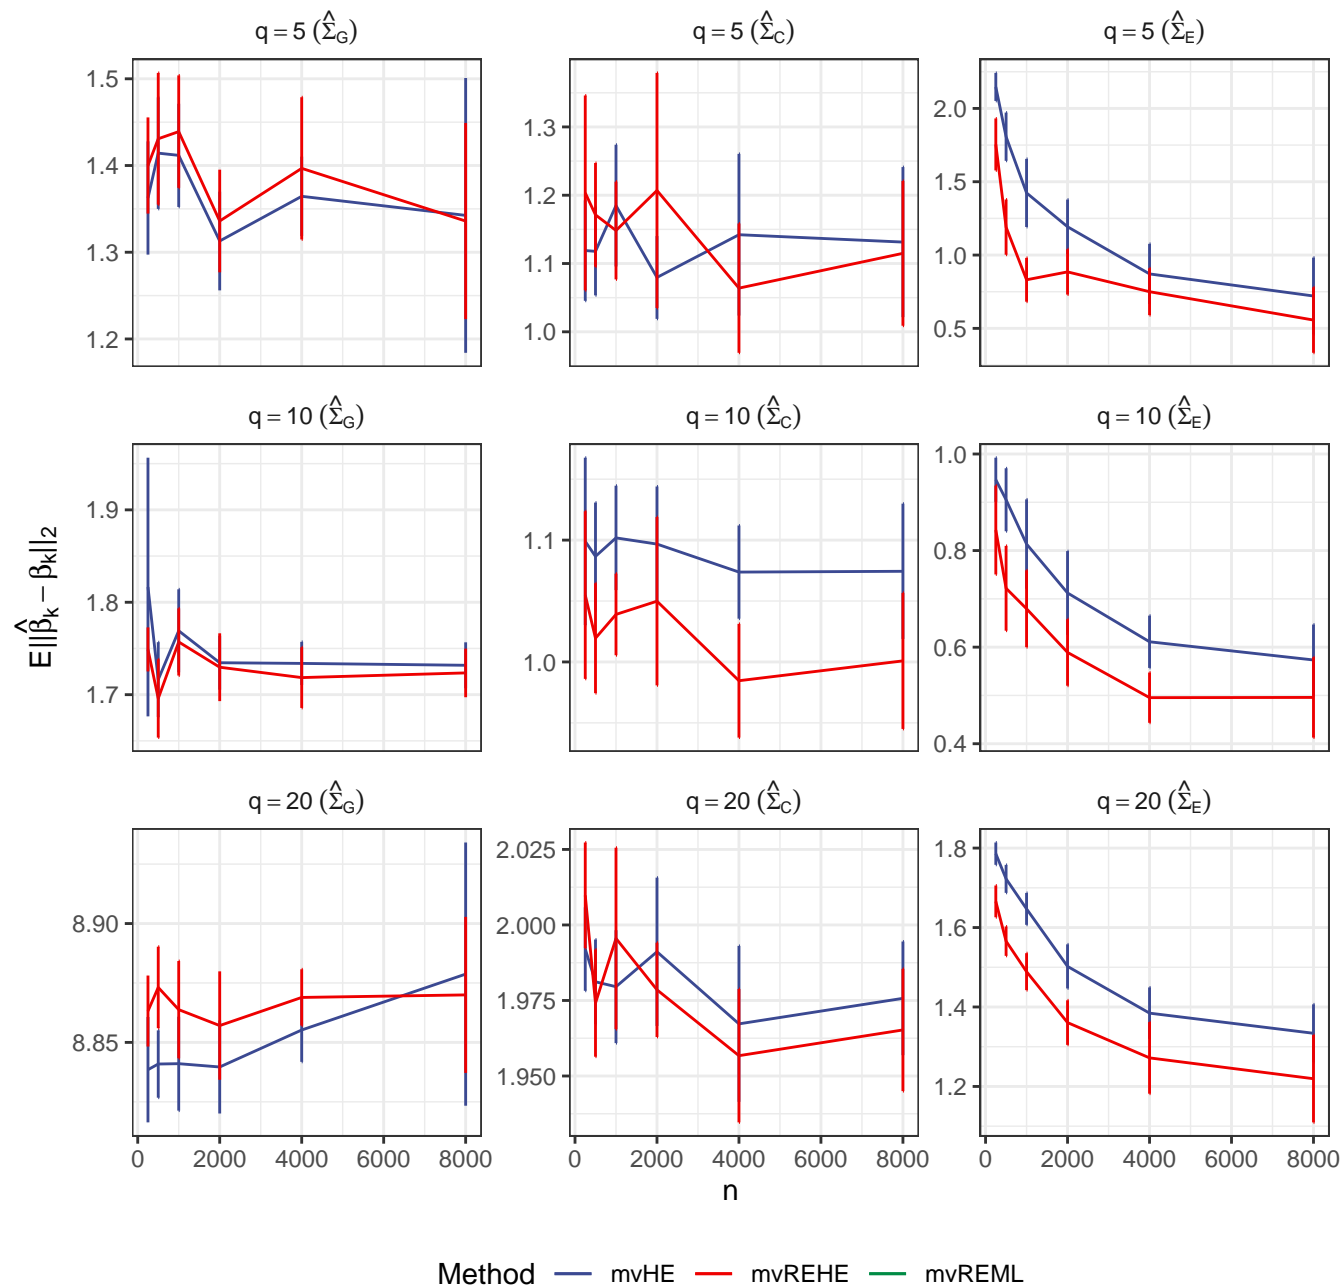 q = 5 (Σ̂_G)
q = 5 (Σ̂_C)
q = 5 (Σ̂_E)
1.5
1.4
1.3
1.2
1.3
1.2
1.1
1.0
2.0
1.5
1.0
0.5
q = 10 (Σ̂_G)
q = 10 (Σ̂_C)
q = 10 (Σ̂_E)
1.9
1.8
1.7
1.1
1.0
1.0
0.8
0.6
0.4
E||β̂_k − β_k||_2
q = 20 (Σ̂_G)
q = 20 (Σ̂_C)
q = 20 (Σ̂_E)
8.90
8.85
2.025
2.000
1.975
1.950
1.8
1.6
1.4
1.2
0 2000 4000 6000 8000
0 2000 4000 6000 8000
0 2000 4000 6000 8000
n
Method mvHE mvREHE mvREML